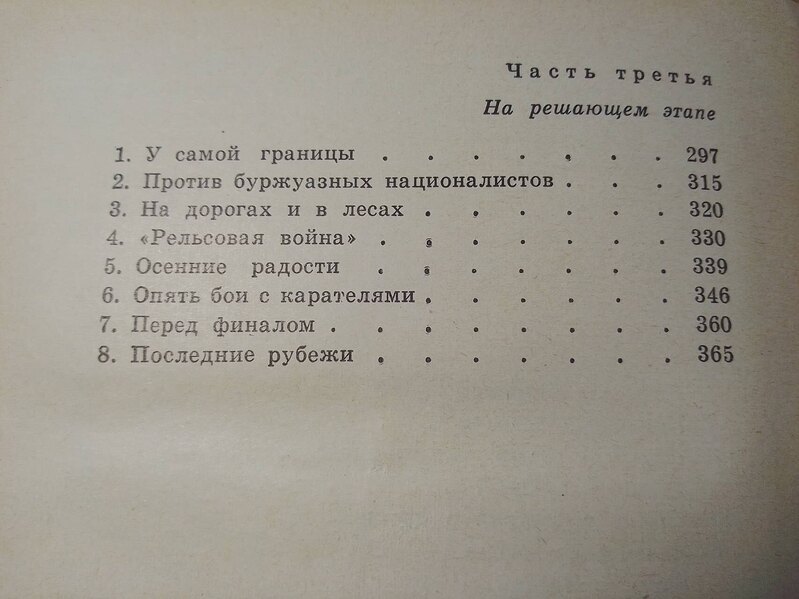 Часть третья
На решающем этапе
1. У самой границы . . . . . . . 297
2. Против буржуазных националистов . . . 315
3. На дорогах и в лесах . . . . . . 320
4. «Рельсовая война» . . . . . . . 330
5. Осенние радости . . . . . . . 339
6. Опять бои с карателями . . . . . . 346
7. Перед финалом . . . . . . . . 360
8. Последние рубежи . . . . . . . 365